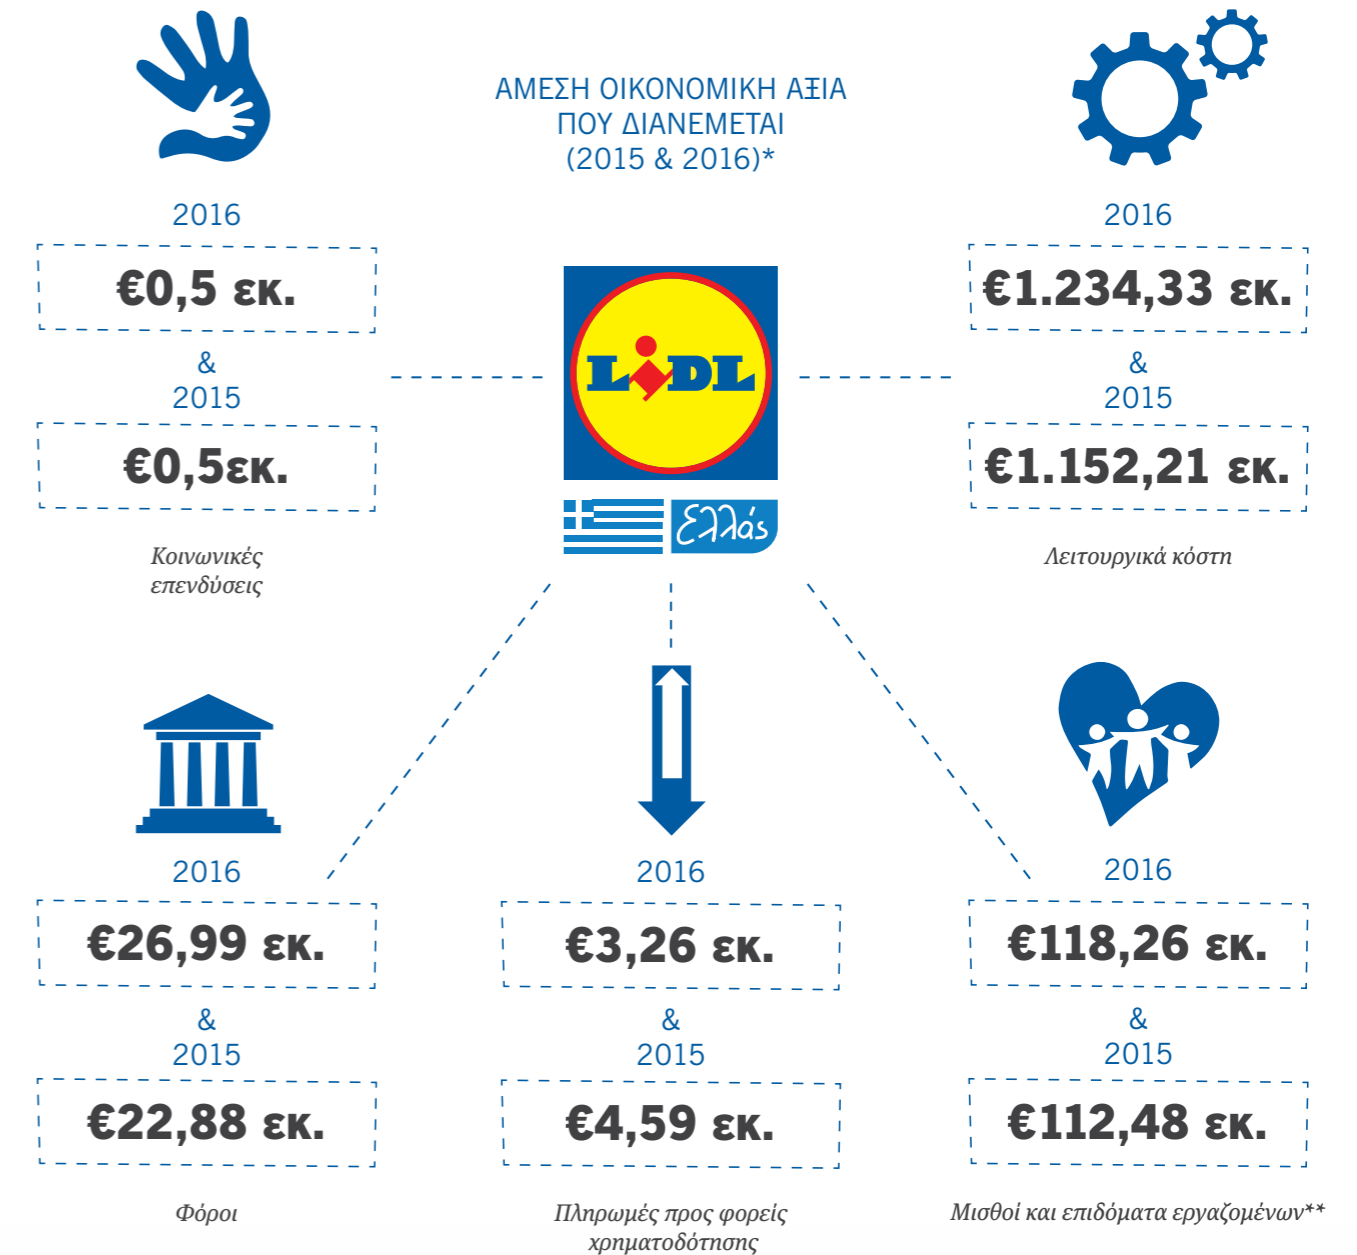 ΑΜΕΣΗ ΟΙΚΟΝΟΜΙΚΗ ΑΞΙΑ
ΠΟΥ ΔΙΑΝΕΜΕΤΑΙ
(2015 & 2016)*
2016
€0,5 εκ.
&
2015
€0,5εκ.
Κοινωνικές
επενδύσεις
LIDL
ελλάς
2016
€1.234,33 εκ.
&
2015
€1.152,21 εκ.
Λειτουργικά κόστη
2016
€26,99 εκ.
&
2015
€22,88 εκ.
Φόροι
2016
€3,26 εκ.
&
2015
€4,59 εκ.
Πληρωμές προς φορείς
χρηματοδότησης
2016
€118,26 εκ.
&
2015
€112,48 εκ.
Μισθοί και επιδόματα εργαζομένων**